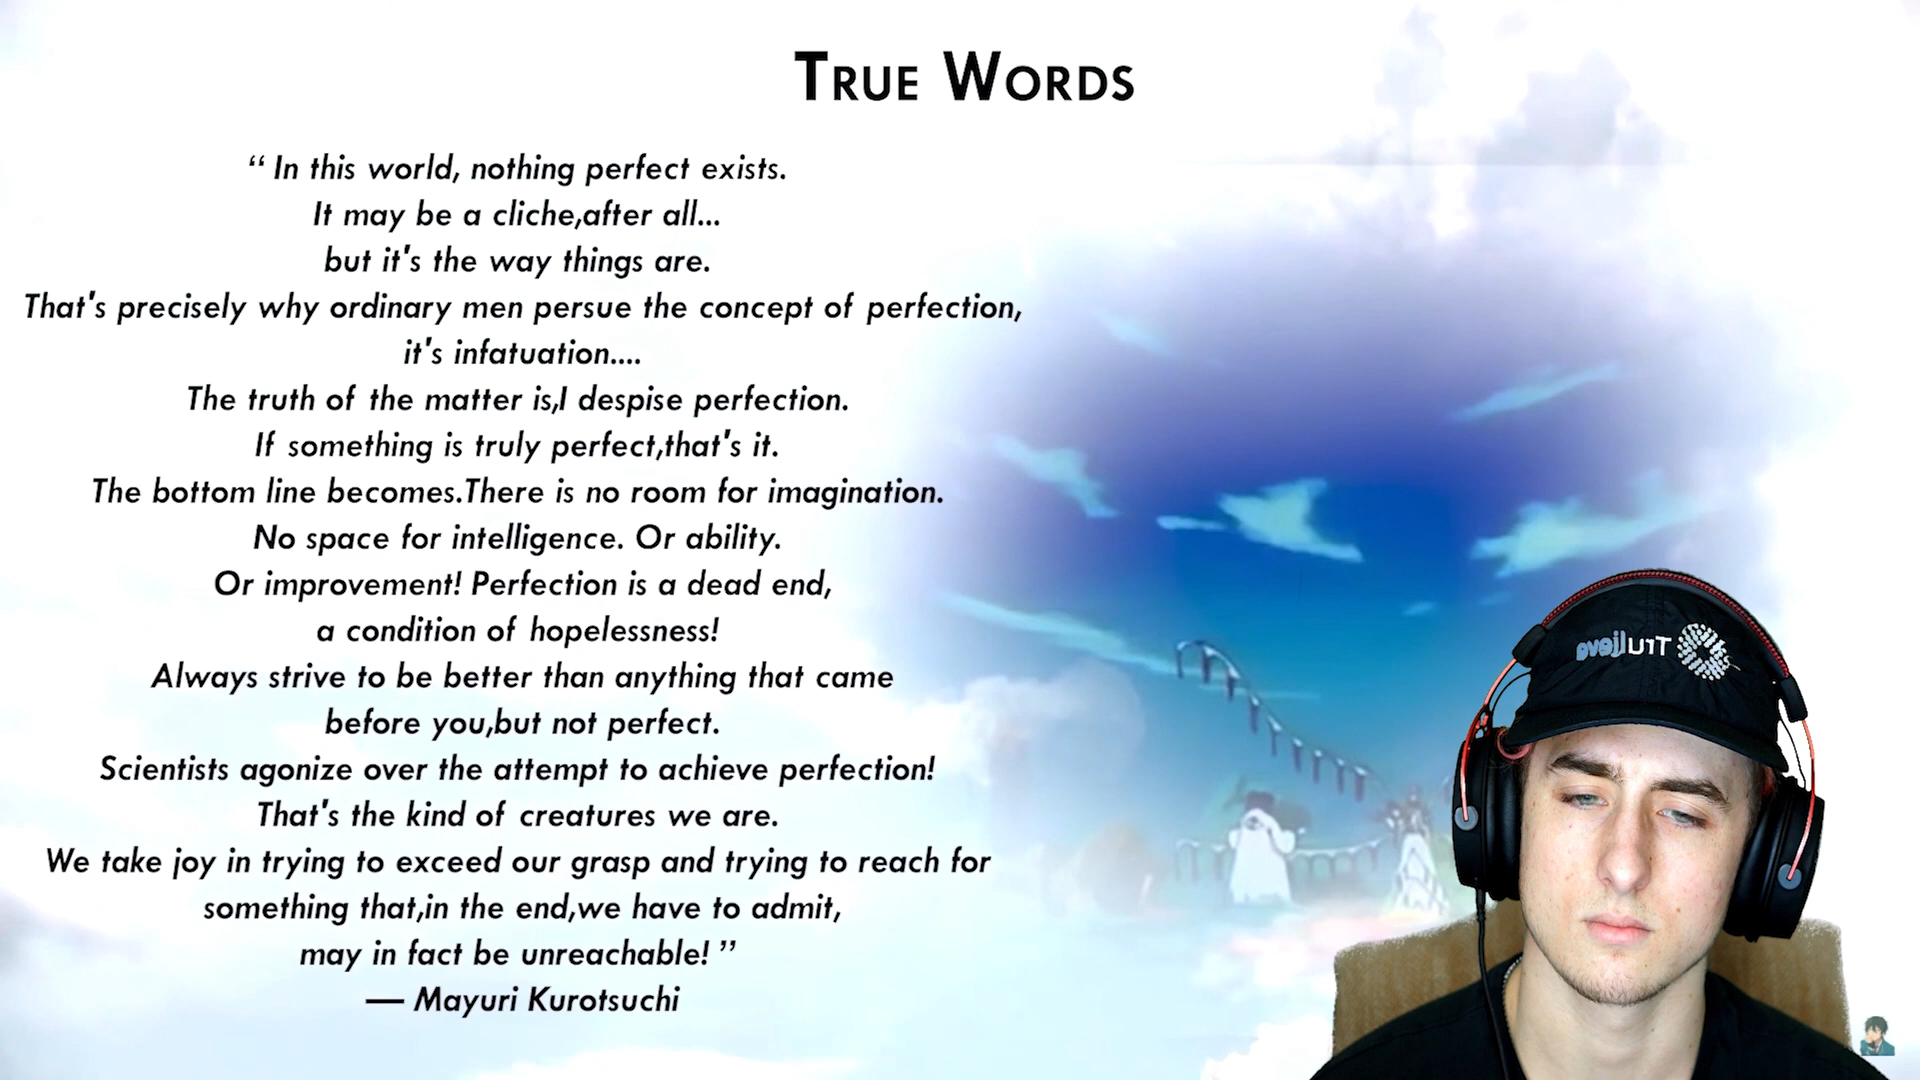 TRUE WORDS
“ In this world, nothing perfect exists.
It may be a cliche,after all...
but it's the way things are.
That's precisely why ordinary men persue the concept of perfection,
it's infatuation....
The truth of the matter is,I despise perfection.
If something is truly perfect,that's it.
The bottom line becomes.There is no room for imagination.
No space for intelligence. Or ability.
Or improvement! Perfection is a dead end,
a condition of hopelessness!
Always strive to be better than anything that came
before you,but not perfect.
Scientists agonize over the attempt to achieve perfection!
That's the kind of creatures we are.
We take joy in trying to exceed our grasp and trying to reach for
something that,in the end,we have to admit,
may in fact be unreachable! ”
— Mayuri Kurotsuchi
Trulieve